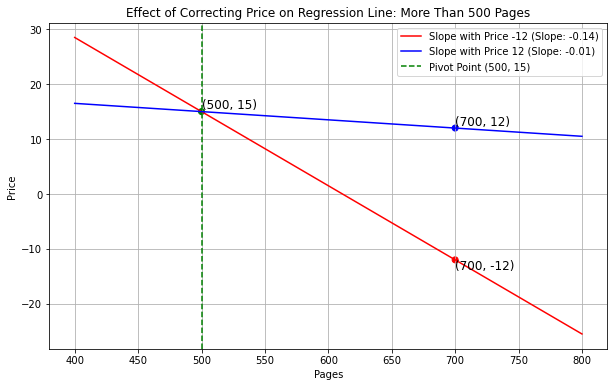 Effect of Correcting Price on Regression Line: More Than 500 Pages
Slope with Price -12 (Slope: -0.14)
Slope with Price 12 (Slope: -0.01)
Pivot Point (500, 15)
(500, 15)
(700, 12)
(700, -12)
Price
30
20
10
0
−10
−20
400 450 500 550 600 650 700 750 800
Pages